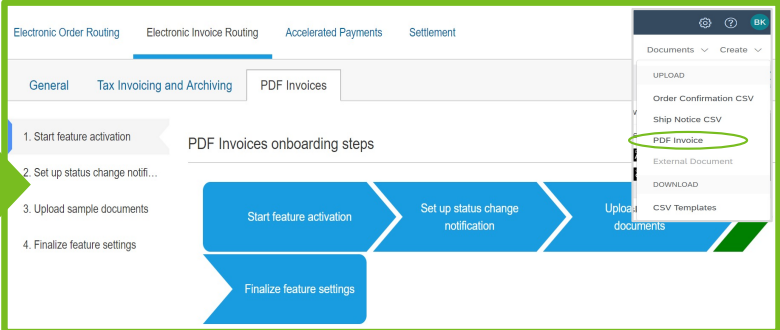 Electronic Order Routing
Electronic Invoice Routing
Accelerated Payments
Settlement
BK
Documents
Create
General
Tax Invoicing and Archiving
PDF Invoices
UPLOAD
Order Confirmation CSV
Ship Notice CSV
PDF Invoice
External Document
DOWNLOAD
CSV Templates
1. Start feature activation
2. Set up status change notifi...
3. Upload sample documents
4. Finalize feature settings
PDF Invoices onboarding steps
Start feature activation
Set up status change
notification
documents
Finalize feature settings